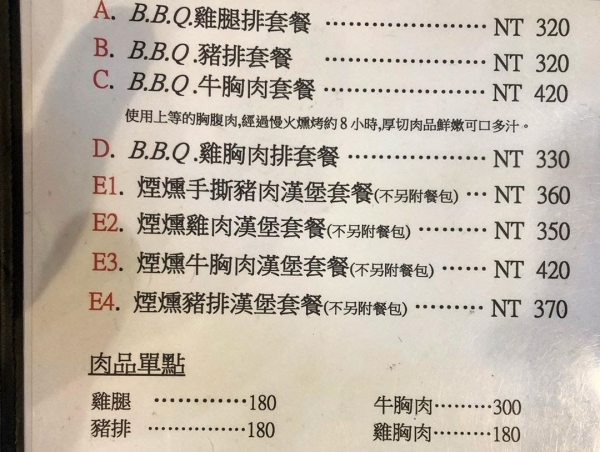 A. B.B.Q.雞腿排套餐 ⋯⋯⋯⋯⋯⋯ NT 320
B. B.B.Q.豬排套餐 ⋯⋯⋯⋯⋯⋯ NT 320
C. B.B.Q.牛胸肉套餐 ⋯⋯⋯⋯⋯⋯ NT 420
使用上等的胸腹肉,經過慢火燻烤約8小時,厚切肉品鮮嫩可口多汁。
D. B.B.Q.雞胸肉排套餐 ⋯⋯⋯⋯⋯ NT 330
E1. 煙燻手撕豬肉漢堡套餐(不另附餐包) ⋯ NT 360
E2. 煙燻雞肉漢堡套餐(不另附餐包) ⋯⋯⋯ NT 350
E3. 煙燻牛胸肉漢堡套餐(不另附餐包) ⋯⋯ NT 420
E4. 煙燻豬排漢堡套餐(不另附餐包) ⋯⋯⋯ NT 370
肉品單點
雞腿 ⋯⋯⋯⋯180 牛胸肉⋯⋯⋯300
豬排 ⋯⋯⋯⋯180 雞胸肉⋯⋯⋯180